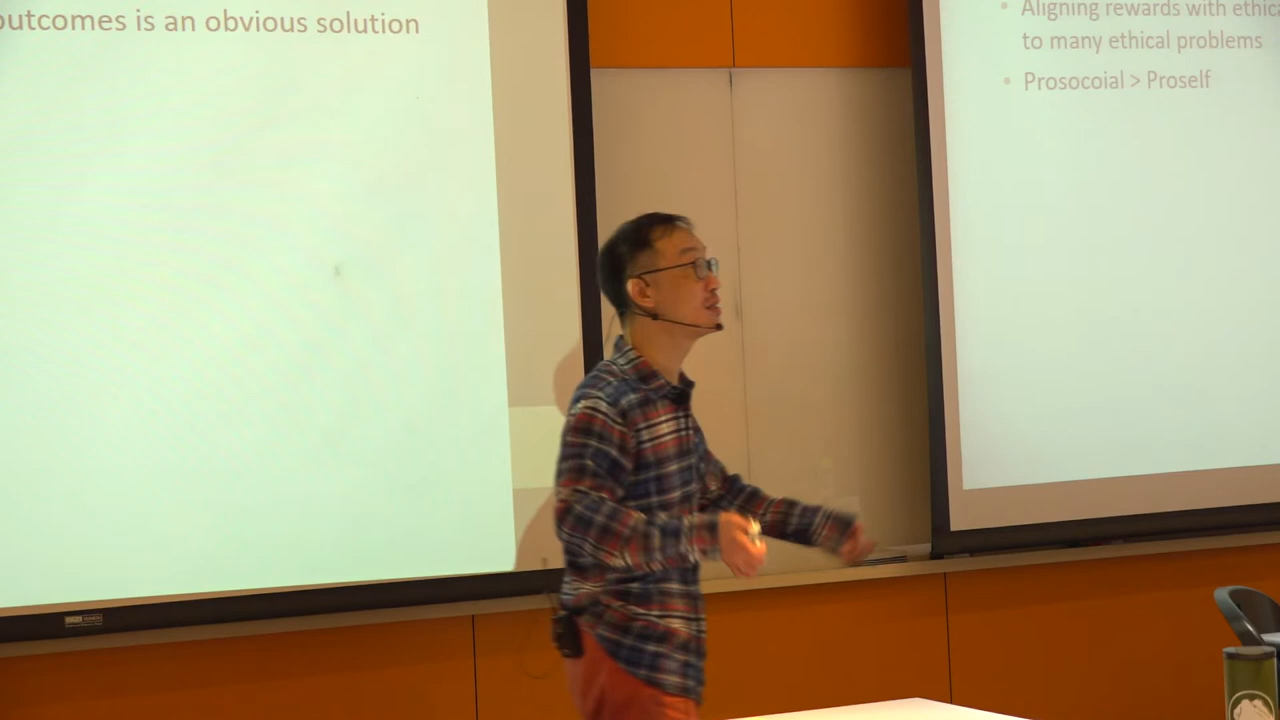 outcomes is an obvious solution
Aligning rewards with ethic
to many ethical problems
Prosocoial > Proself